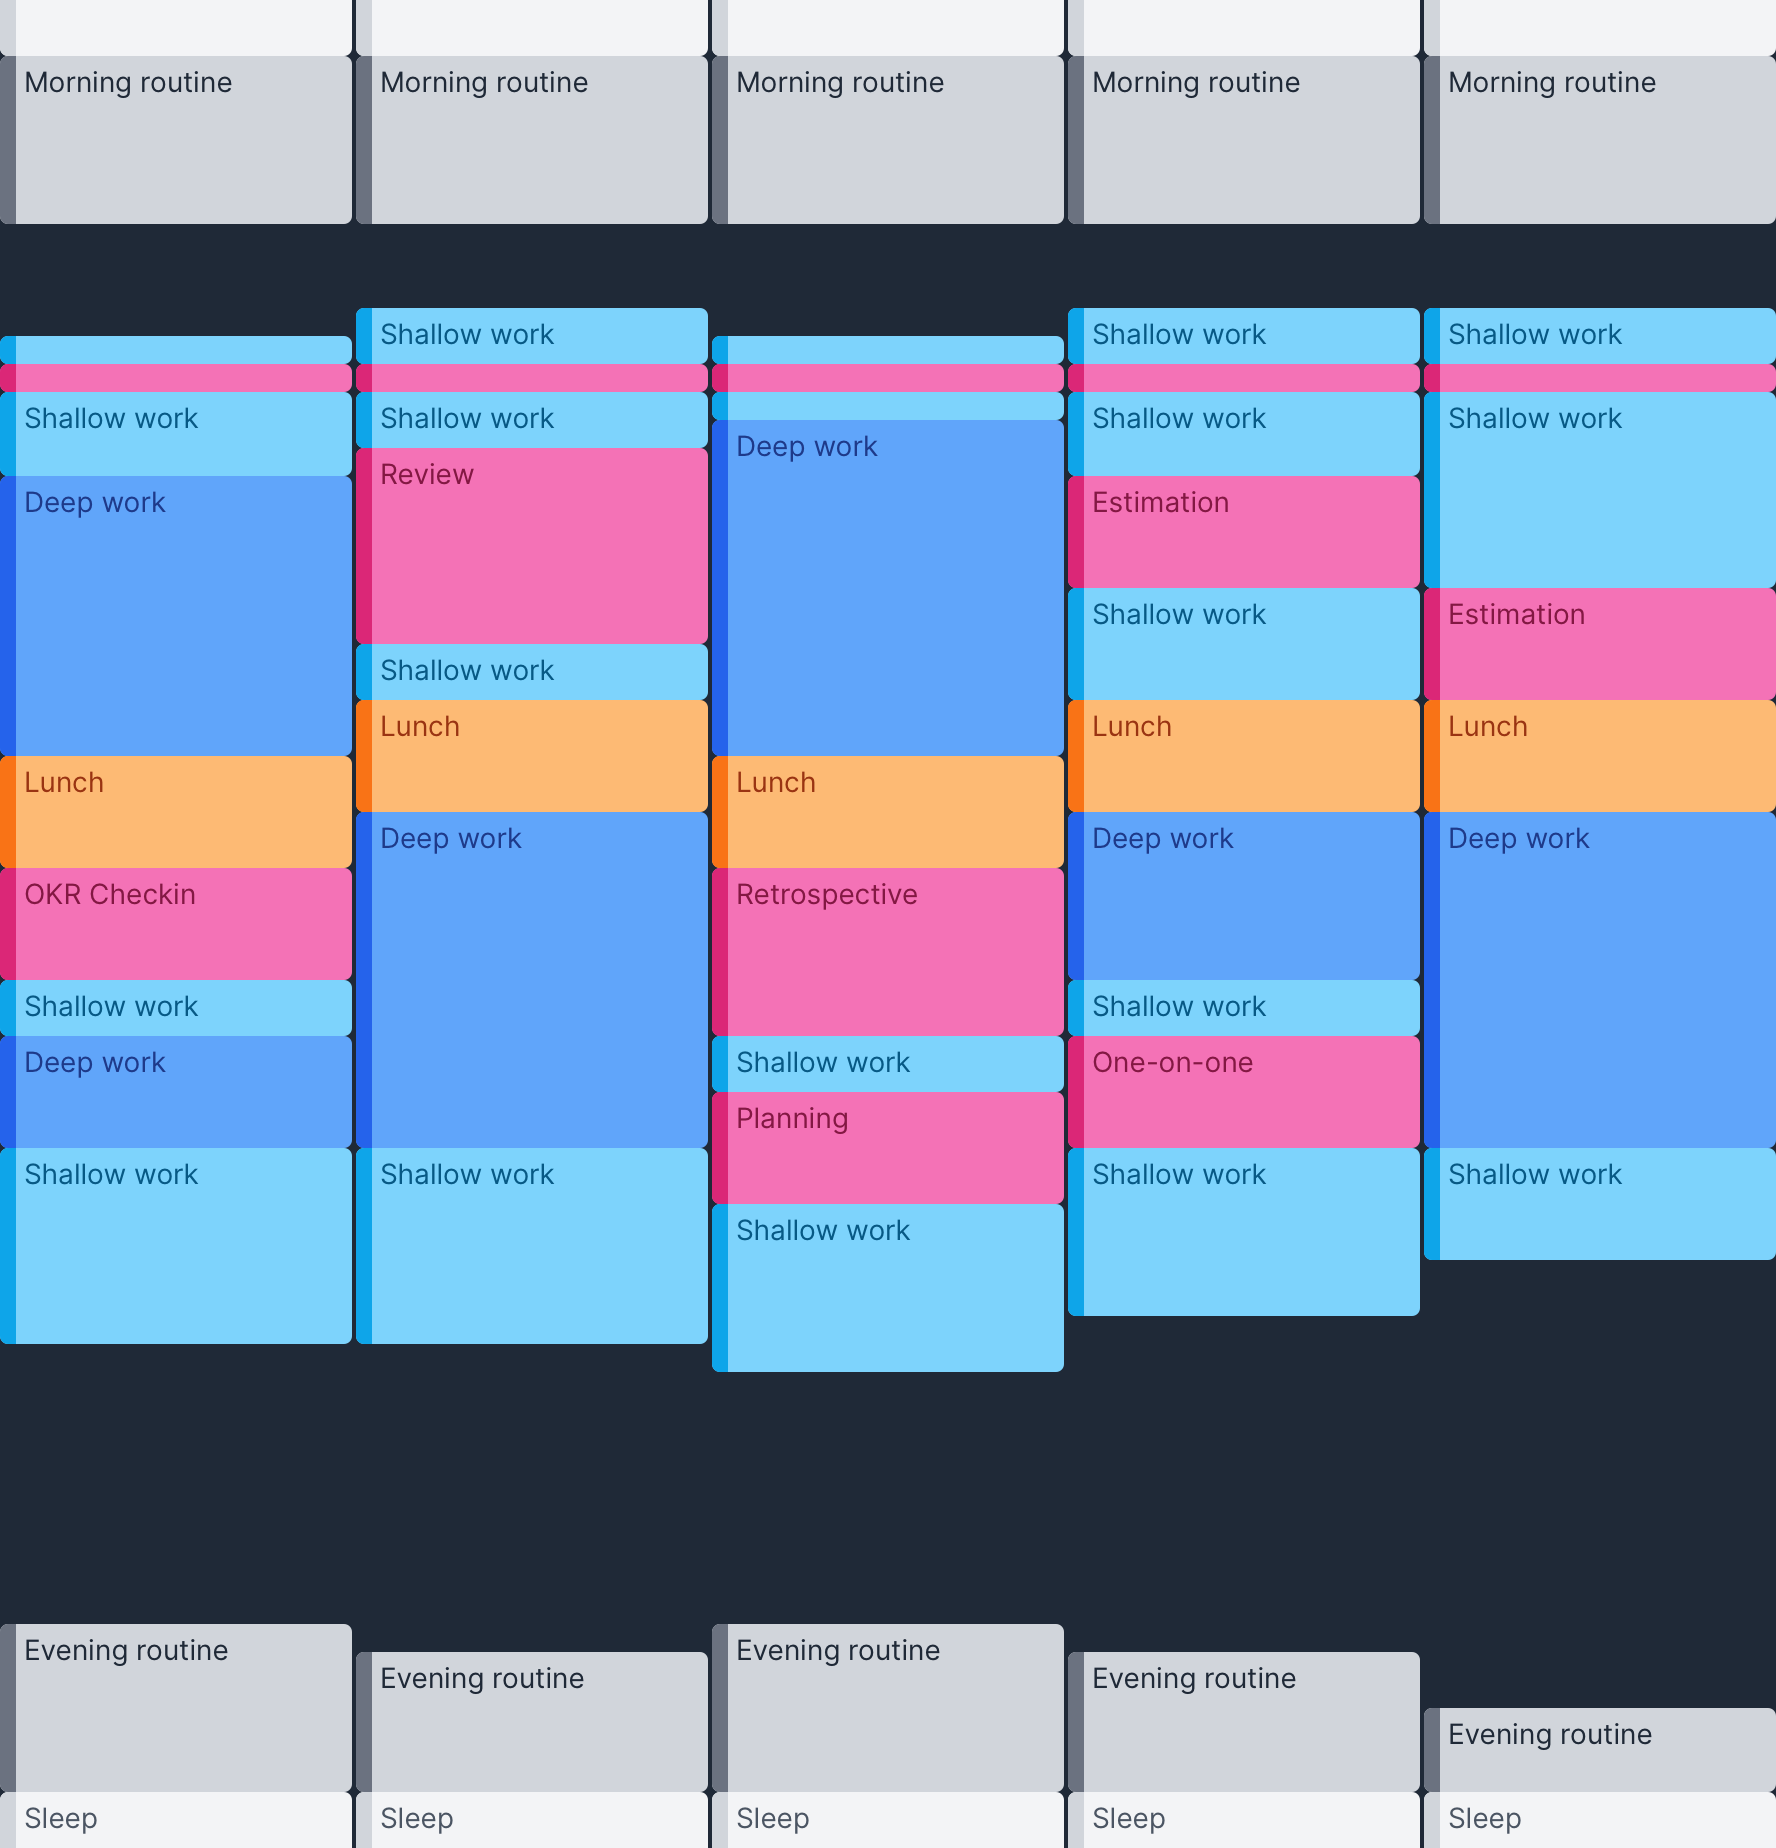 Morning routine
Shallow work
Deep work
Lunch
OKR Checkin
Shallow work
Deep work
Shallow work
Evening routine
Sleep
Morning routine
Shallow work
Shallow work
Review
Shallow work
Lunch
Deep work
Shallow work
Evening routine
Sleep
Morning routine
Deep work
Lunch
Retrospective
Shallow work
Planning
Shallow work
Evening routine
Sleep
Morning routine
Shallow work
Shallow work
Estimation
Shallow work
Lunch
Deep work
Shallow work
One-on-one
Shallow work
Evening routine
Sleep
Morning routine
Shallow work
Shallow work
Estimation
Lunch
Deep work
Shallow work
Evening routine
Sleep